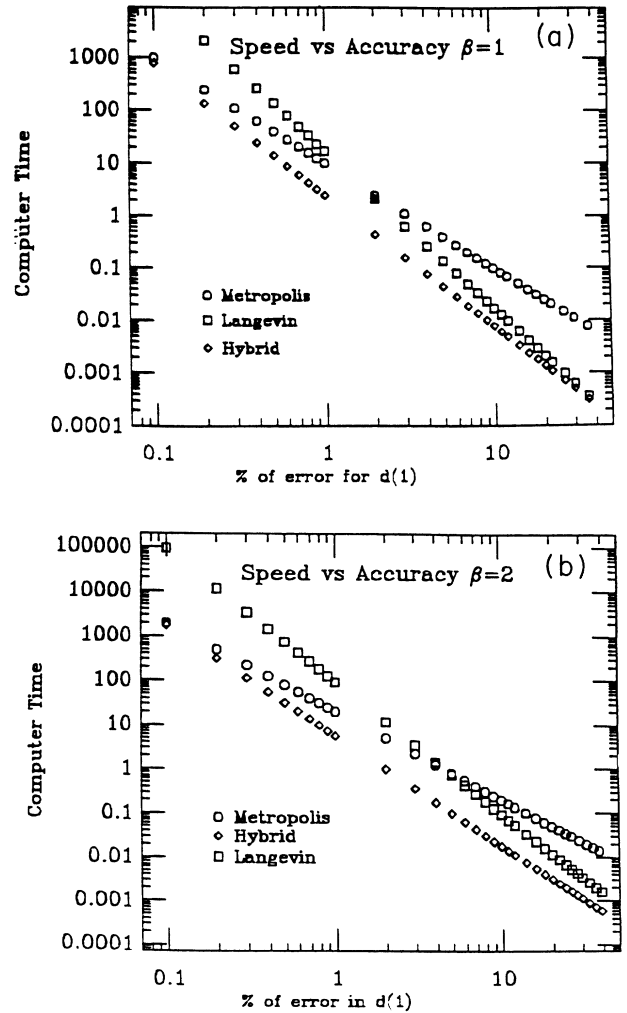 Speed vs Accuracy β=1
(a)
1000
100
10
1
0.1
0.01
0.001
0.0001
Computer Time
Metropolis
Langevin
Hybrid
0.1
1
10
% of error for d(1)
Speed vs Accuracy β=2
(b)
100000
10000
1000
100
10
1
0.1
0.01
0.001
0.0001
Computer Time
Metropolis
Hybrid
Langevin
0.1
1
10
% of error in d(1)